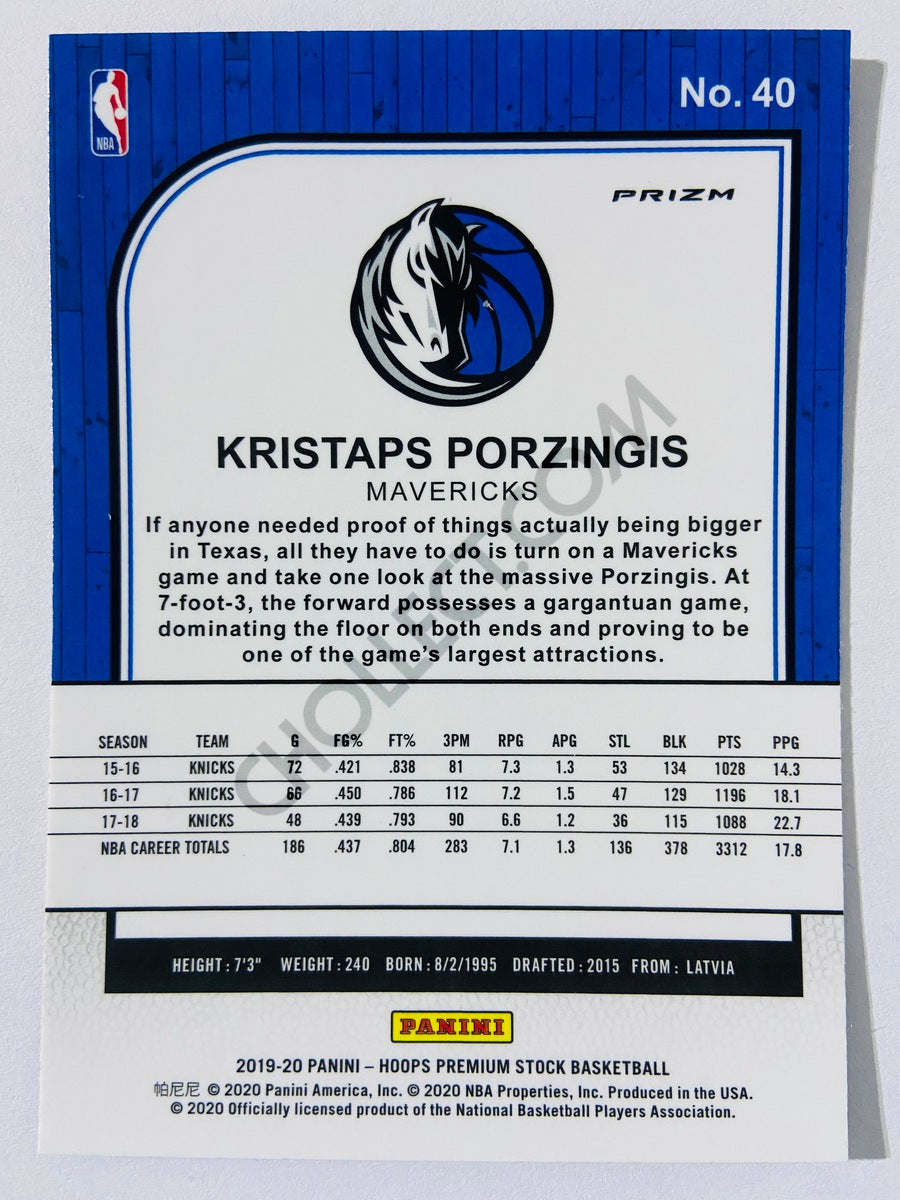 No. 40
NBA
PRIZM
KRISTAPS PORZINGIS
MAVERICKS
If anyone needed proof of things actually being bigger
in Texas, all they have to do is turn on a Mavericks
game and take one look at the massive Porzingis. At
7-foot-3, the forward possesses a gargantuan game,
dominating the floor on both ends and proving to be
one of the game's largest attractions.
CHOLLECT.COM
SEASON TEAM G FG% FT% 3PM RPG APG STL BLK PTS PPG
15-16 KNICKS 72 .421 .838 81 7.3 1.3 53 134 1028 14.3
16-17 KNICKS 66 .450 .786 112 7.2 1.5 47 129 1196 18.1
17-18 KNICKS 48 .439 .793 90 6.6 1.2 36 115 1088 22.7
NBA CAREER TOTALS 186 .437 .804 283 7.1 1.3 136 378 3312 17.8
HEIGHT: 7'3" WEIGHT: 240 BORN: 8/2/1995 DRAFTED: 2015 FROM: LATVIA
PANINI
2019-20 PANINI – HOOPS PREMIUM STOCK BASKETBALL
帕尼尼 © 2020 Panini America, Inc. © 2020 NBA Properties, Inc. Produced in the USA.
© 2020 Officially licensed product of the National Basketball Players Association.